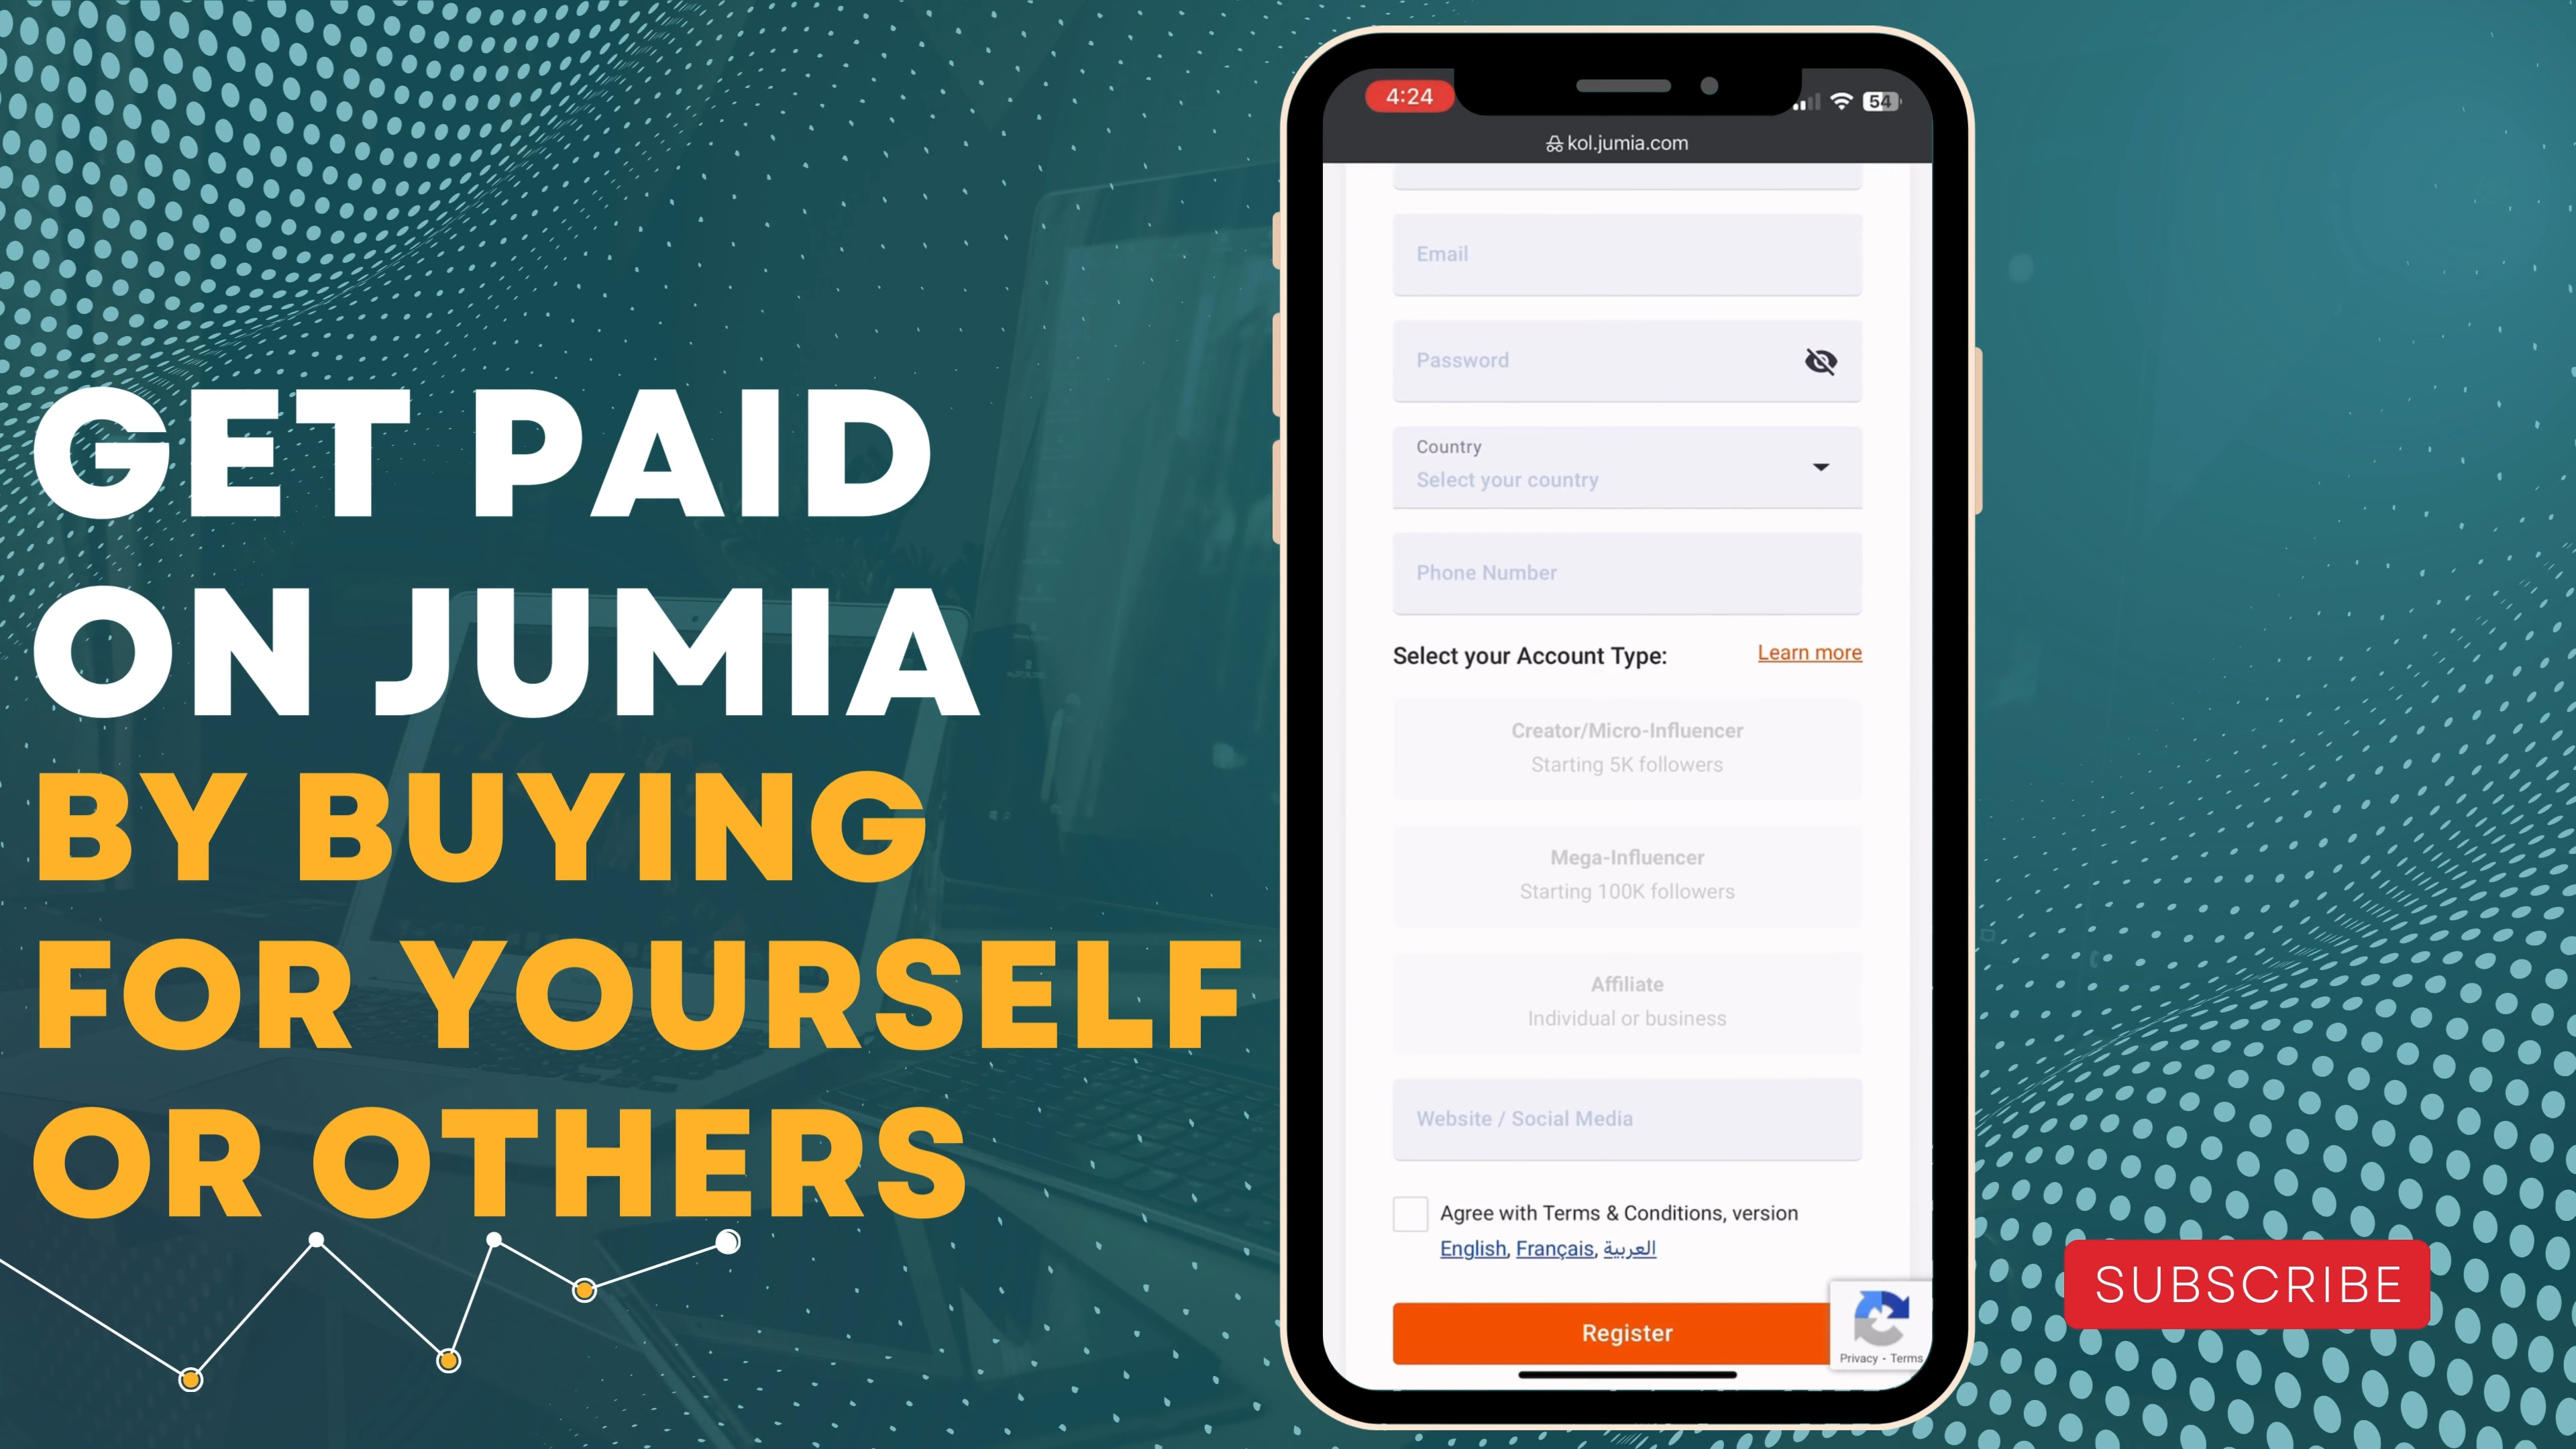 GET PAID
ON JUMIA
BY BUYING
FOR YOURSELF
OR OTHERS
4:24
54
kol.jumia.com
Email
Password
Country
Select your country
Phone Number
Select your Account Type:
Learn more
Creator/Micro-Influencer
Starting 5K followers
Mega-Influencer
Starting 100K followers
Affiliate
Individual or business
Website / Social Media
Agree with Terms & Conditions, version
English, Français, العربية
Register
Privacy - Terms
SUBSCRIBE